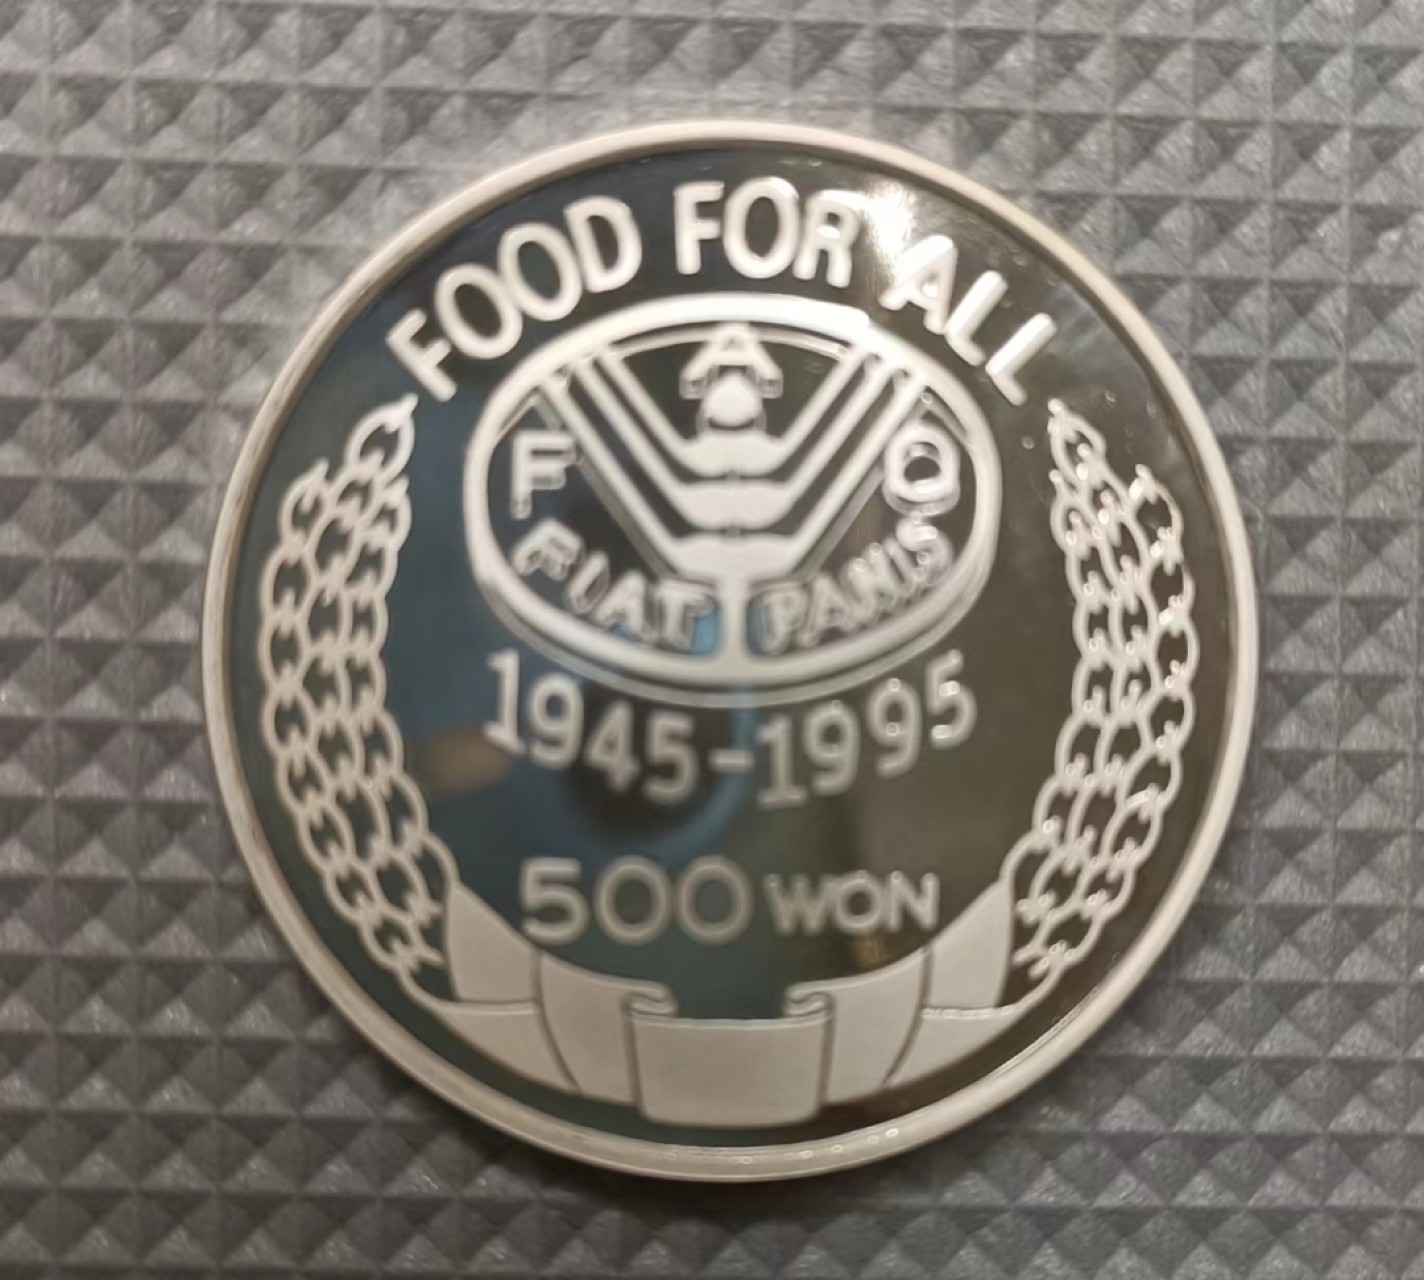 FOOD FOR ALL
F A O
FIAT PANIS
1945-1995
500 WON